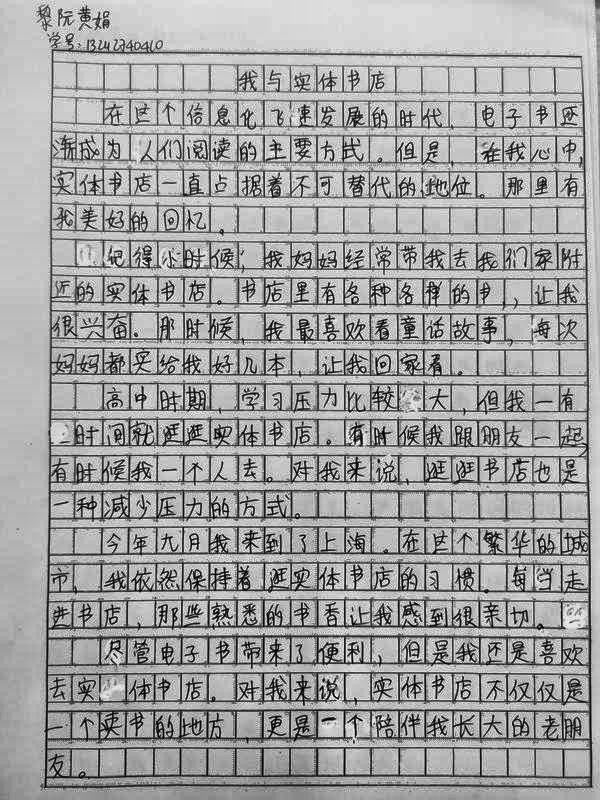 黎阮黄娟
学号:13242740410
我与实体书店
在这个信息化飞速发展的时代,电子书还
渐成为人们阅读的主要方式。但是,在我心中,
实体书店一直占据着不可替代的地位。那里有
我美好的回忆。
记得小时候,我妈妈经常带我去我们家附
近的实体书店。书店里有各种各样的书,让我
很兴奋。那时候,我最喜欢看童话故事,每次
妈妈都买给我好几本,让我回家看。
高中时期,学习压力比较大,但我一有
时间就逛逛实体书店。有时候我跟朋友一起,
有时候我一个人去。对我来说,逛逛书店也是
一种减少压力的方式。
今年九月我来到了上海。在这个繁华的城
市,我依然保持着逛实体书店的习惯。每当走
进书店,那些熟悉的书香让我感到很亲切。
尽管电子书带来了便利,但是我还是喜欢
去实体书店。对我来说,实体书店不仅仅是
一个卖书的地方,更是一个陪伴我长大的老朋
友。